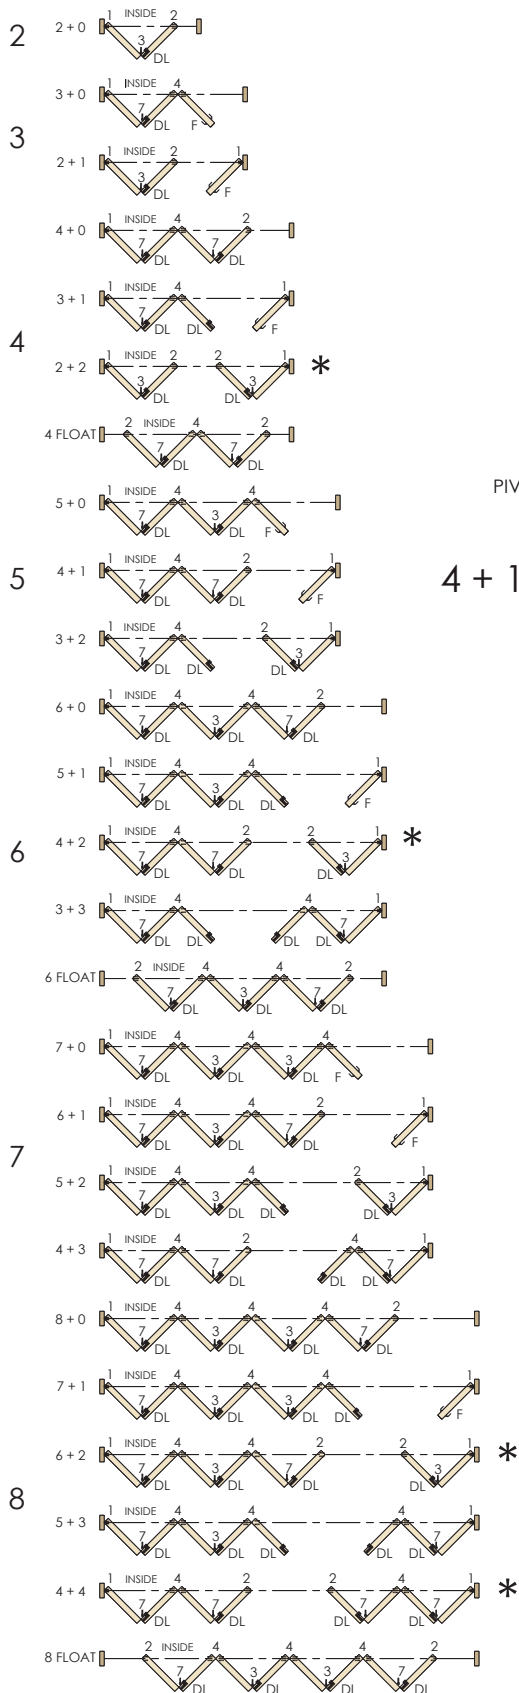 1 INSIDE 2
2 2 + 0
3
DL
1 INSIDE 4
3 + 0
7
DL F
3
1 INSIDE 2 1
2 + 1
3
DL F
1 INSIDE 4 2
4 + 0
7 7
DL DL
1 INSIDE 4 1
3 + 1
7
DL DL F
4
1 INSIDE 2 2 1
2 + 2 *
3 3
DL DL
2 INSIDE 4 2
4 FLOAT
7 7
DL DL
1 INSIDE 4 4
5 + 0
PIV
7 3
DL DL F
1 INSIDE 4 2 1
5 4 + 1 4 + 1
7 7
DL DL F
1 INSIDE 4 2 1
3 + 2
7 3
DL DL DL
1 INSIDE 4 4 2
6 + 0
7 3 7
DL DL DL
1 INSIDE 4 4 1
5 + 1
7 3
DL DL DL F
1 INSIDE 4 2 2 1
6 4 + 2 *
7 7 3
DL DL DL
1 INSIDE 4 4 1
3 + 3
7 7
DL DL DL DL
2 INSIDE 4 4 2
6 FLOAT
7 3 7
DL DL DL
1 INSIDE 4 4 4
7 + 0
7 3 3
DL DL DL F
1 INSIDE 4 4 2 1
6 + 1
7 3 7
DL DL DL F
7
1 INSIDE 4 4 2 1
5 + 2
7 3 3
DL DL DL DL
1 INSIDE 4 2 4 1
4 + 3
7 7 7
DL DL DL DL
1 INSIDE 4 4 4 2
8 + 0
7 3 3 7
DL DL DL DL
1 INSIDE 4 4 4 1
7 + 1
7 3 3
DL DL DL DL F
1 INSIDE 4 4 2 2 1
6 + 2 *
7 3 7 3
DL DL DL DL
8
1 INSIDE 4 4 4 1
5 + 3
7 3 7
DL DL DL DL DL
1 INSIDE 4 2 2 4 1
4 + 4 *
7 7 7 7
DL DL DL DL
2 INSIDE 4 4 4 2
8 FLOAT
7 3 3 7
DL DL DL DL